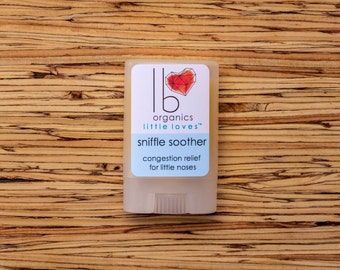 lb
organics
little loves™
sniffle soother
congestion relief
for little noses